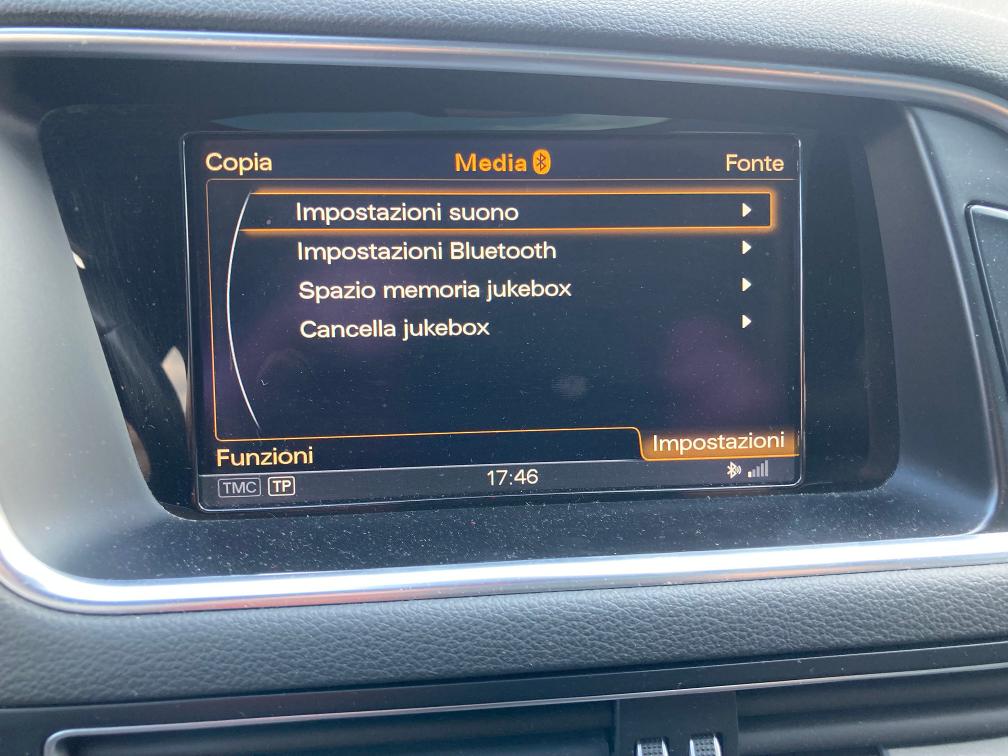 Copia Media Fonte
Impostazioni suono
Impostazioni Bluetooth
Spazio memoria jukebox
Cancella jukebox
Funzioni Impostazioni
TMC TP 17:46